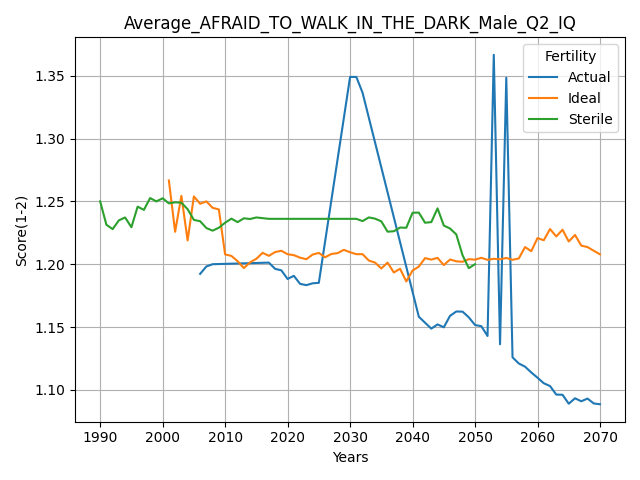 Average_AFRAID_TO_WALK_IN_THE_DARK_Male_Q2_IQ
Fertility
Actual
Ideal
Sterile
Score(1-2)
1.35
1.30
1.25
1.20
1.15
1.10
1990 2000 2010 2020 2030 2040 2050 2060 2070
Years